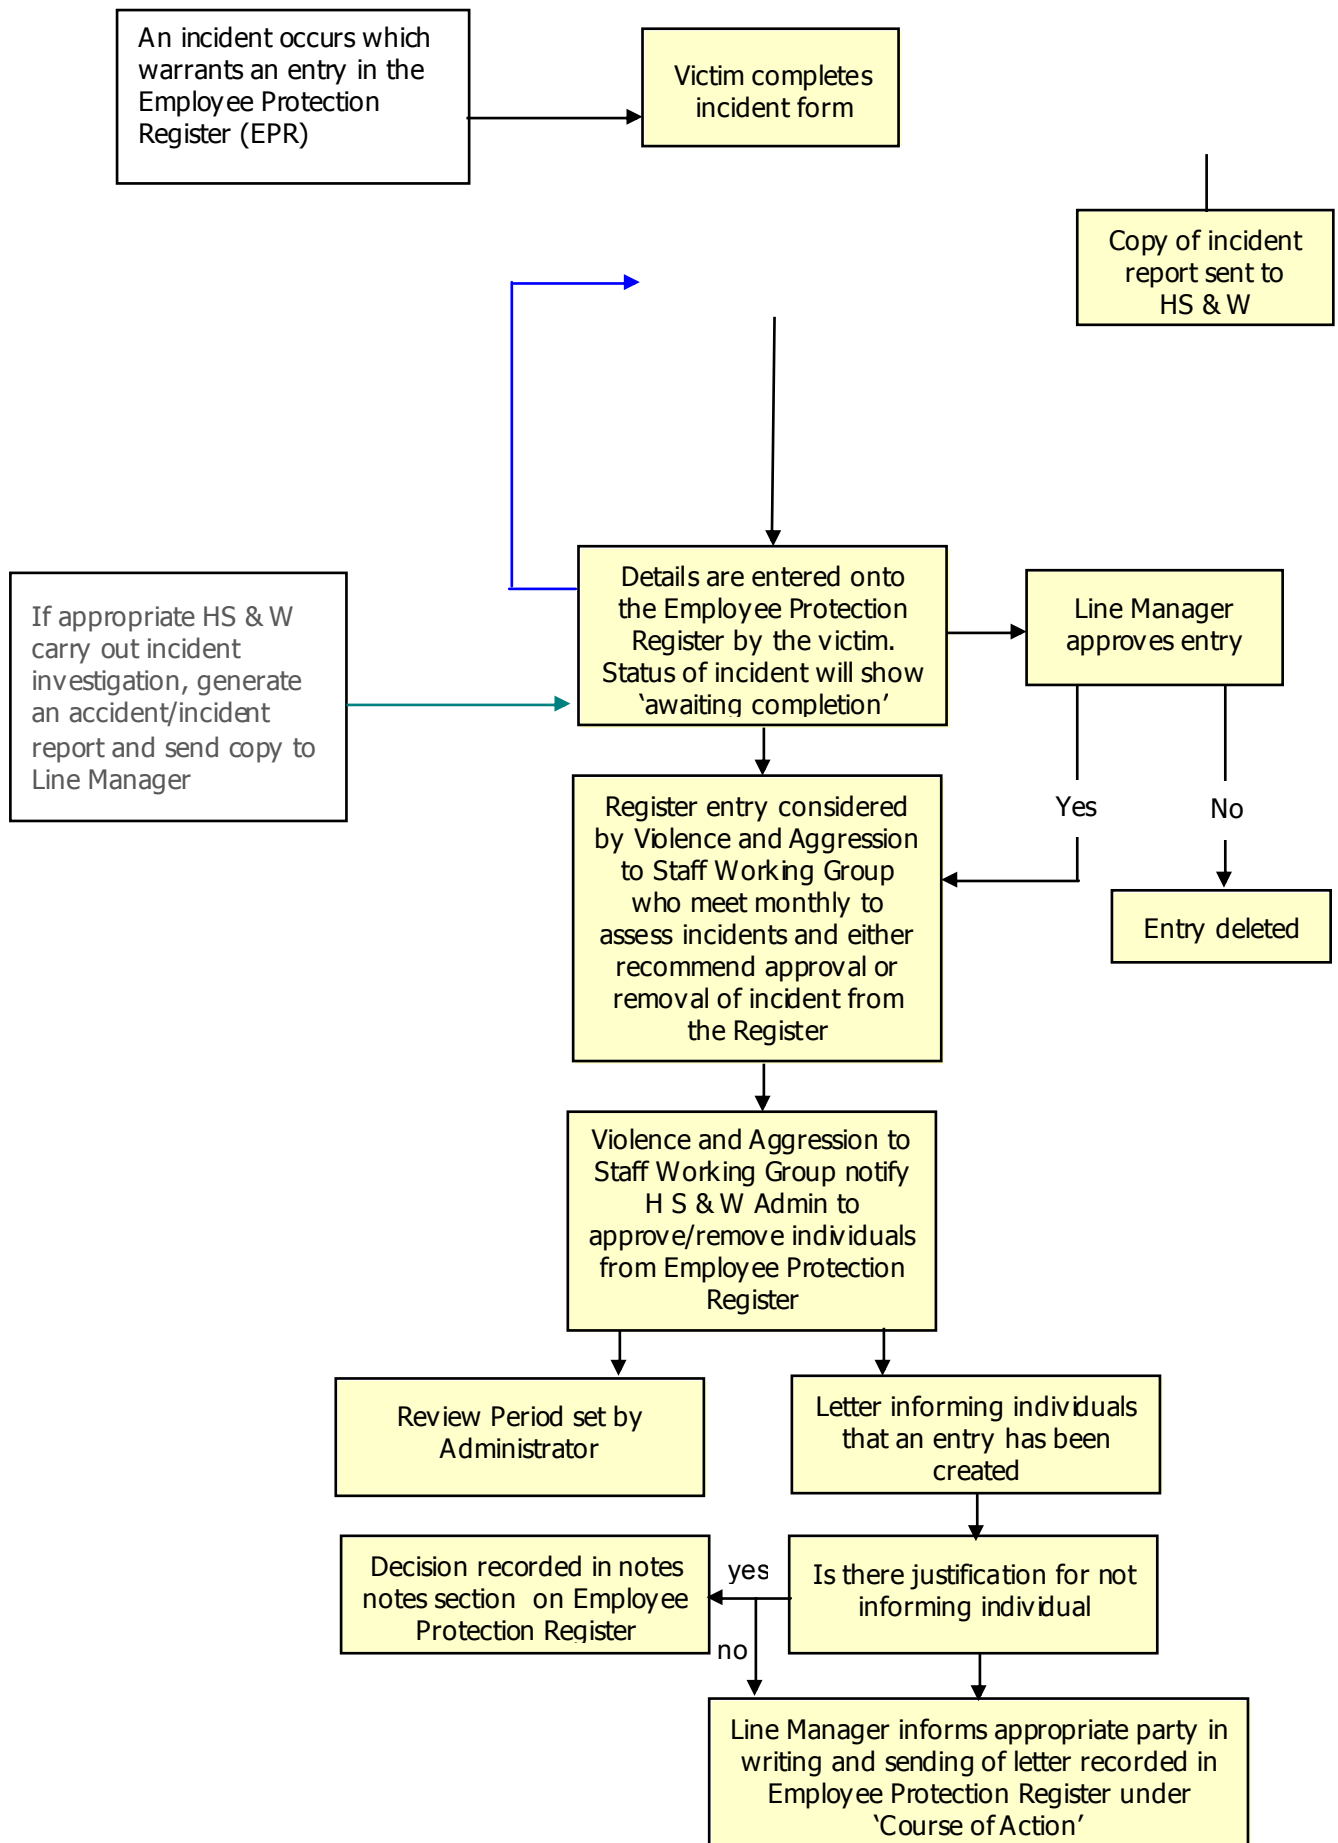 An incident occurs which
warrants an entry in the
Employee Protection
Register (EPR)
Victim completes
incident form
Copy of incident
report sent to
HS & W
If appropriate HS & W
carry out incident
investigation, generate
an accident/incident
report and send copy to
Line Manager
Details are entered onto
the Employee Protection
Register by the victim.
Status of incident will show
‘awaiting completion’
Line Manager
approves entry
Yes
No
Entry deleted
Register entry considered
by Violence and Aggression
to Staff Working Group
who meet monthly to
assess incidents and either
recommend approval or
removal of incident from
the Register
Violence and Aggression to
Staff Working Group notify
H S & W Admin to
approve/remove individuals
from Employee Protection
Register
Review Period set by
Administrator
Letter informing individuals
that an entry has been
created
Decision recorded in notes
notes section on Employee
Protection Register
yes
no
Is there justification for not
informing individual
Line Manager informs appropriate party in
writing and sending of letter recorded in
Employee Protection Register under
‘Course of Action’